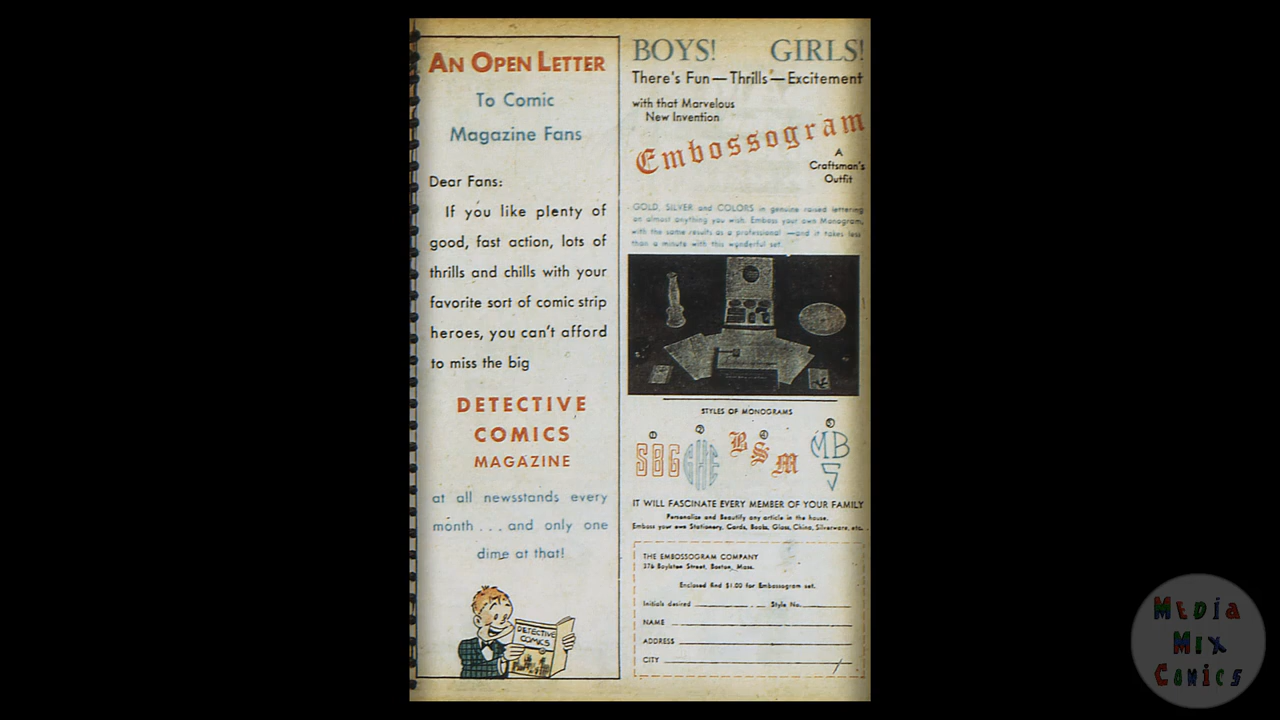 AN OPEN LETTER
To Comic
Magazine Fans
Dear Fans:
If you like plenty of
good, fast action, lots of
thrills and chills with your
favorite sort of comic strip
heroes, you can't afford
to miss the big
DETECTIVE
COMICS
MAGAZINE
at all newsstands every
month . . . and only one
dime at that!
DETECTIVE
COMICS
BOYS! GIRLS!
There's Fun—Thrills—Excitement
with that Marvelous
New Invention
Embossogram
A
Craftsman's
Outfit
GOLD, SILVER and COLORS in genuine raised lettering
on almost anything you wish. Emboss your own Monogram,
with the same results as a professional —and it takes less
than a minute with this wonderful set.
STYLES OF MONOGRAMS
1 2 4 5
SBG
BSM
MBS
IT WILL FASCINATE EVERY MEMBER OF YOUR FAMILY
Personalize and Beautify any article in the house.
Emboss your own Stationery, Cards, Books, Glass, China, Silverware, etc.
THE EMBOSSOGRAM COMPANY
376 Boylston Street, Boston, Mass.
Enclosed find $1.00 for Embossogram set.
Initials desired Style No.
NAME
ADDRESS
CITY
MEDIA
MIX
COMICS